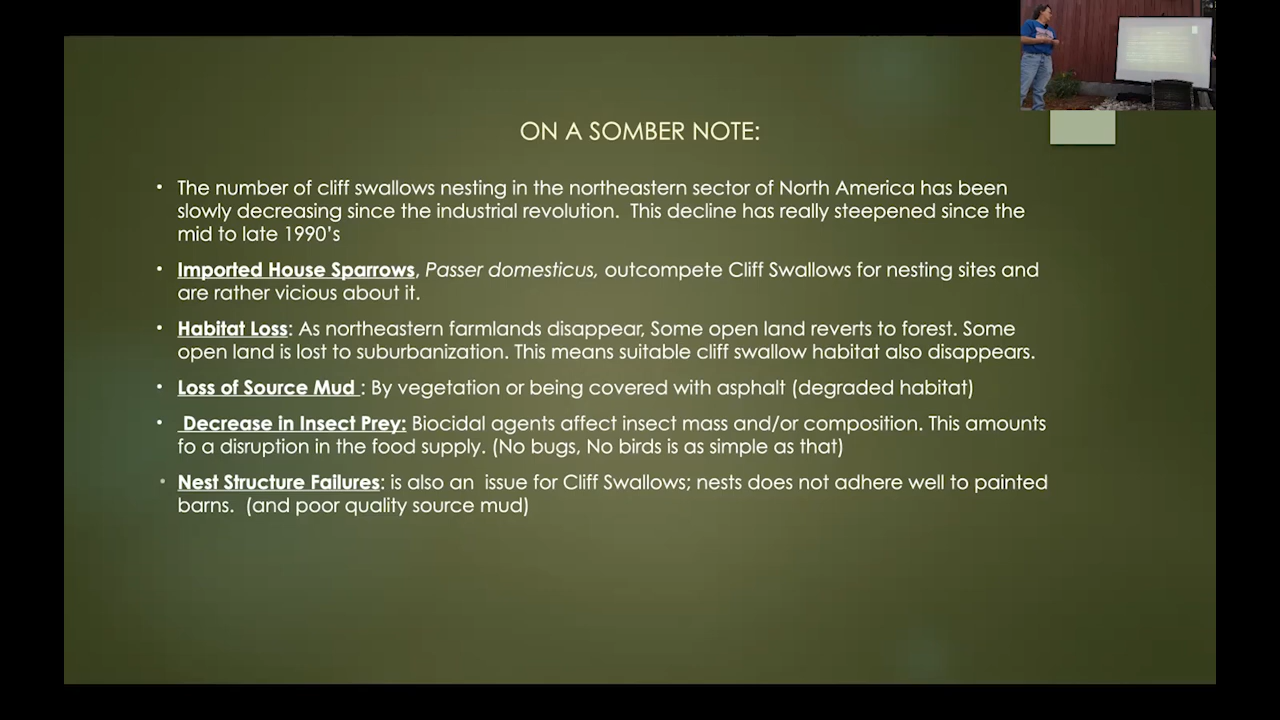 ON A SOMBER NOTE:
• The number of cliff swallows nesting in the northeastern sector of North America has been
slowly decreasing since the industrial revolution.  This decline has really steepened since the
mid to late 1990’s
• Imported House Sparrows, Passer domesticus, outcompete Cliff Swallows for nesting sites and
are rather vicious about it.
• Habitat Loss: As northeastern farmlands disappear, Some open land reverts to forest. Some
open land is lost to suburbanization. This means suitable cliff swallow habitat also disappears.
• Loss of Source Mud : By vegetation or being covered with asphalt (degraded habitat)
• Decrease in Insect Prey: Biocidal agents affect insect mass and/or composition. This amounts
fo a disruption in the food supply. (No bugs, No birds is as simple as that)
• Nest Structure Failures: is also an  issue for Cliff Swallows; nests does not adhere well to painted
barns.  (and poor quality source mud)